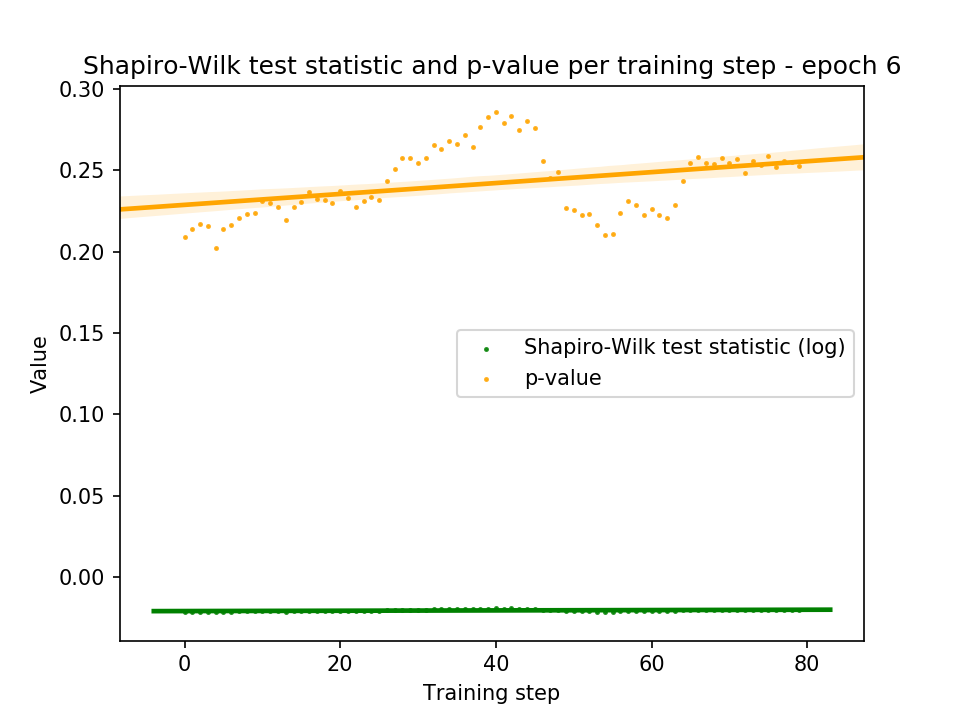 Shapiro-Wilk test statistic and p-value per training step - epoch 6
0.30
0.25
0.20
0.15
0.10
0.05
0.00
Value
Shapiro-Wilk test statistic (log)
p-value
0 20 40 60 80
Training step